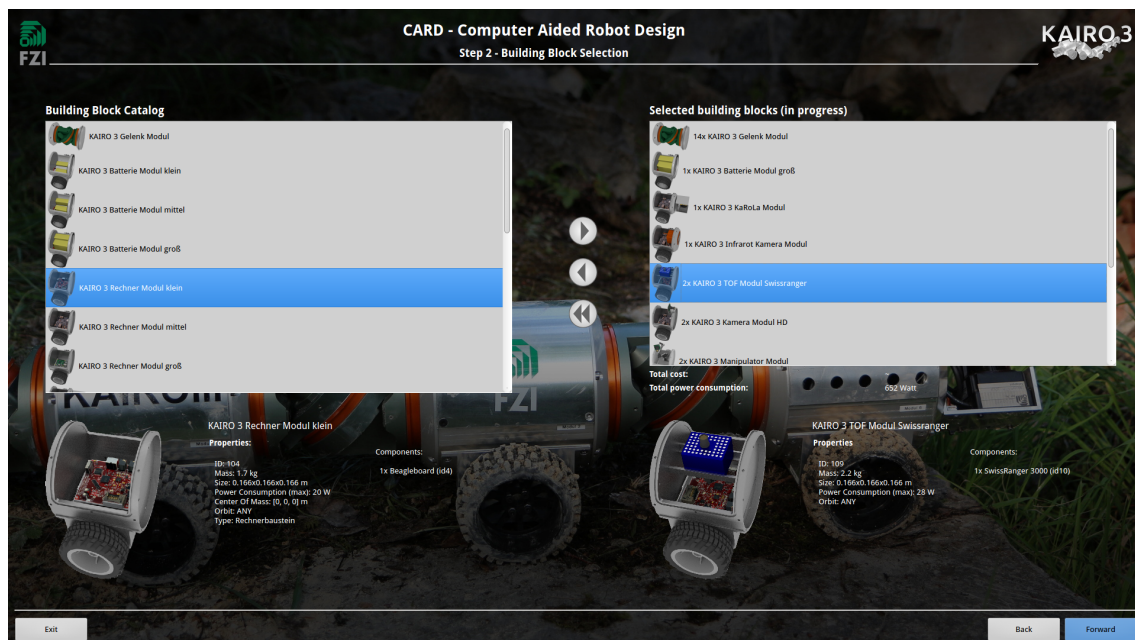 CARD - Computer Aided Robot Design
Step 2 - Building Block Selection
FZI
KAIRO 3
Building Block Catalog
KAIRO 3 Gelenk Modul
KAIRO 3 Batterie Modul klein
KAIRO 3 Batterie Modul mittel
KAIRO 3 Batterie Modul groß
KAIRO 3 Rechner Modul klein
KAIRO 3 Rechner Modul mittel
KAIRO 3 Rechner Modul groß
Selected building blocks (in progress)
14x KAIRO 3 Gelenk Modul
1x KAIRO 3 Batterie Modul groß
1x KAIRO 3 KaRoLa Modul
1x KAIRO 3 Infrarot Kamera Modul
2x KAIRO 3 TOF Modul Swissranger
2x KAIRO 3 Kamera Modul HD
2x KAIRO 3 Manipulator Modul
Total cost:
Total power consumption: 652 Watt
FZI
KAIRO 3 Rechner Modul klein
Properties:
ID: 104
Mass: 1.7 kg
Size: 0.166x0.166x0.166 m
Power Consumption (max): 20 W
Center Of Mass: [0, 0, 0] m
Orbit: ANY
Type: Rechnerbaustein
Components:
1x Beagleboard (id4)
KAIRO 3 TOF Modul Swissranger
Properties
ID: 109
Mass: 2.2 kg
Size: 0.166x0.166x0.166 m
Power Consumption (max): 28 W
Orbit: ANY
Components:
1x SwissRanger 3000 (id10)
Exit
Back
Forward